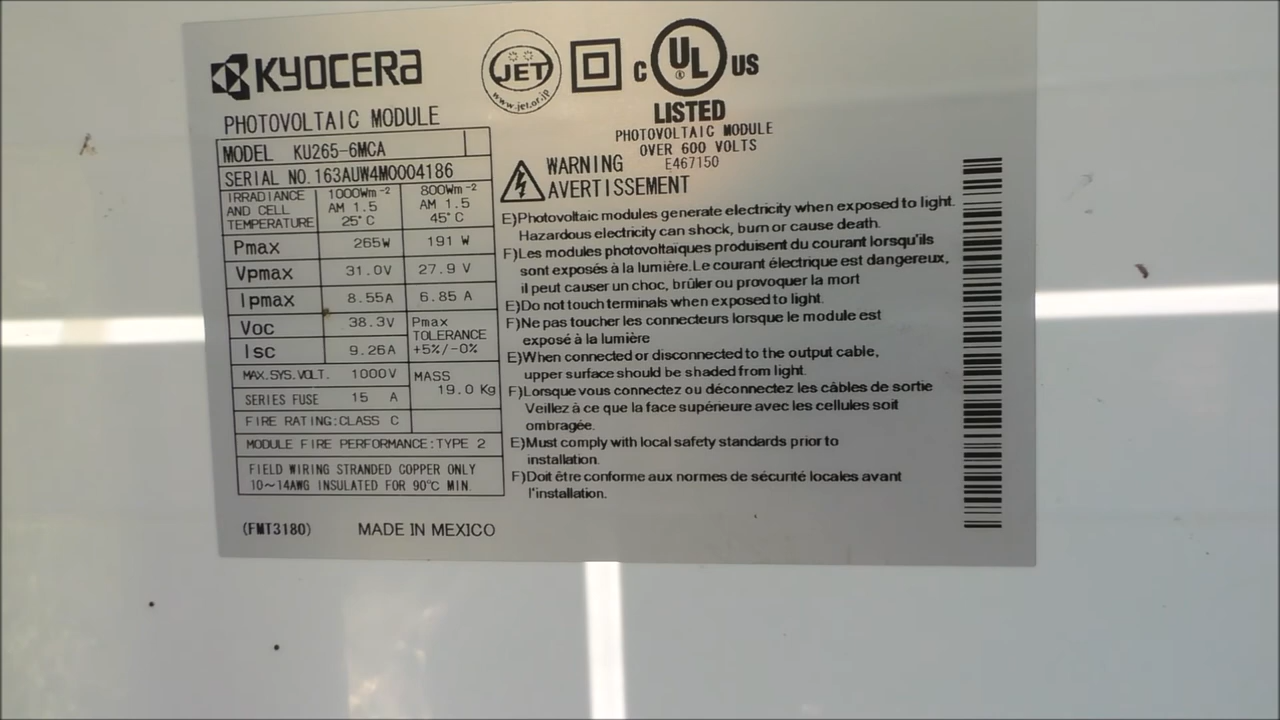 KYOCERA
JET
www.jet.or.jp
C UL US
®
LISTED
PHOTOVOLTAIC MODULE
OVER 600 VOLTS
E467150
PHOTOVOLTAIC MODULE
MODEL KU265-6MCA
SERIAL NO. 163AUW4M0004186
IRRADIANCE AND CELL TEMPERATURE 1000Wm⁻² AM 1.5 25°C 800Wm⁻² AM 1.5 45°C
Pmax 265W 191 W
Vpmax 31.0V 27.9 V
Ipmax 8.55A 6.85 A
Voc 38.3V
Isc 9.26A
Pmax
TOLERANCE
+5%/-0%
MAX.SYS.VOLT. 1000V
SERIES FUSE 15 A
MASS
19.0 Kg
FIRE RATING:CLASS C
MODULE FIRE PERFORMANCE:TYPE 2
FIELD WIRING STRANDED COPPER ONLY
10~14AWG INSULATED FOR 90°C MIN.
(FMT3180) MADE IN MEXICO
WARNING
AVERTISSEMENT
E)Photovoltaic modules generate electricity when exposed to light.
Hazardous electricity can shock, burn or cause death.
F)Les modules photovoltaïques produisent du courant lorsqu'ils
sont exposés à la lumière.Le courant électrique est dangereux,
il peut causer un choc, brûler ou provoquer la mort
E)Do not touch terminals when exposed to light.
F)Ne pas toucher les connecteurs lorsque le module est
exposé à la lumière
E)When connected or disconnected to the output cable,
upper surface should be shaded from light.
F)Lorsque vous connectez ou déconnectez les câbles de sortie
Veillez à ce que la face supérieure avec les cellules soit
ombragée.
E)Must comply with local safety standards prior to
installation.
F)Doit être conforme aux normes de sécurité locales avant
l'installation.